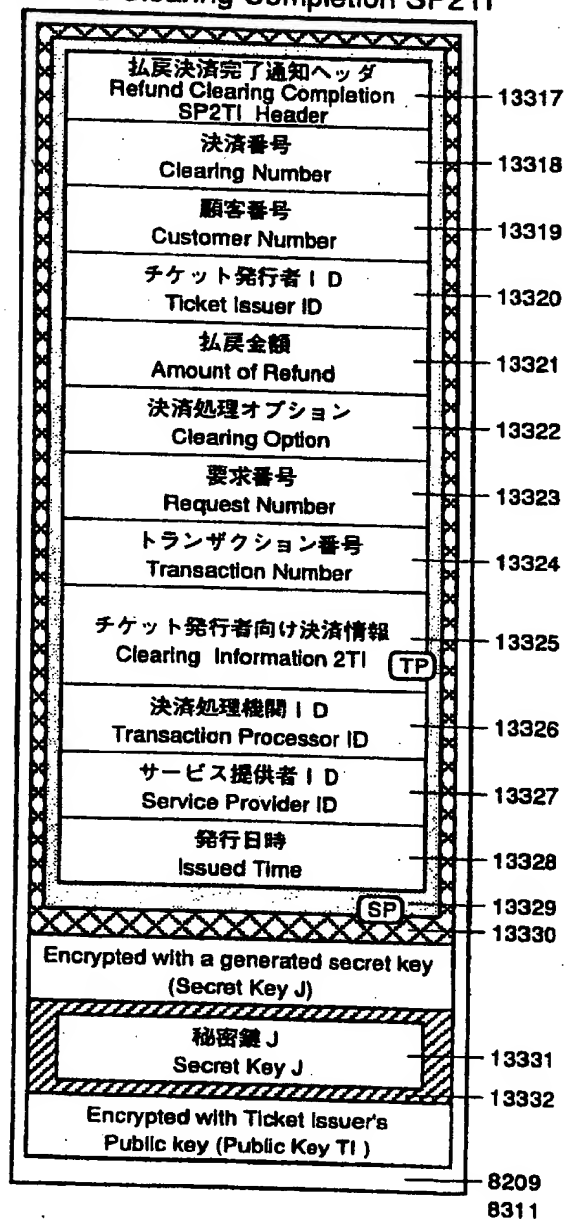 Clearing Completion SP2TI
払戻決済完了通知ヘッダ
Refund Clearing Completion
SP2TI Header
13317
決済番号
Clearing Number
13318
顧客番号
Customer Number
13319
チケット発行者ID
Ticket Issuer ID
13320
払戻金額
Amount of Refund
13321
決済処理オプション
Clearing Option
13322
要求番号
Request Number
13323
トランザクション番号
Transaction Number
13324
チケット発行者向け決済情報
Clearing Information 2TI
TP
13325
決済処理機関ID
Transaction Processor ID
13326
サービス提供者ID
Service Provider ID
13327
発行日時
Issued Time
13328
SP
13329
13330
Encrypted with a generated secret key
(Secret Key J)
秘密鍵J
Secret Key J
13331
13332
Encrypted with Ticket Issuer's
Public key (Public Key TI )
8209
8311